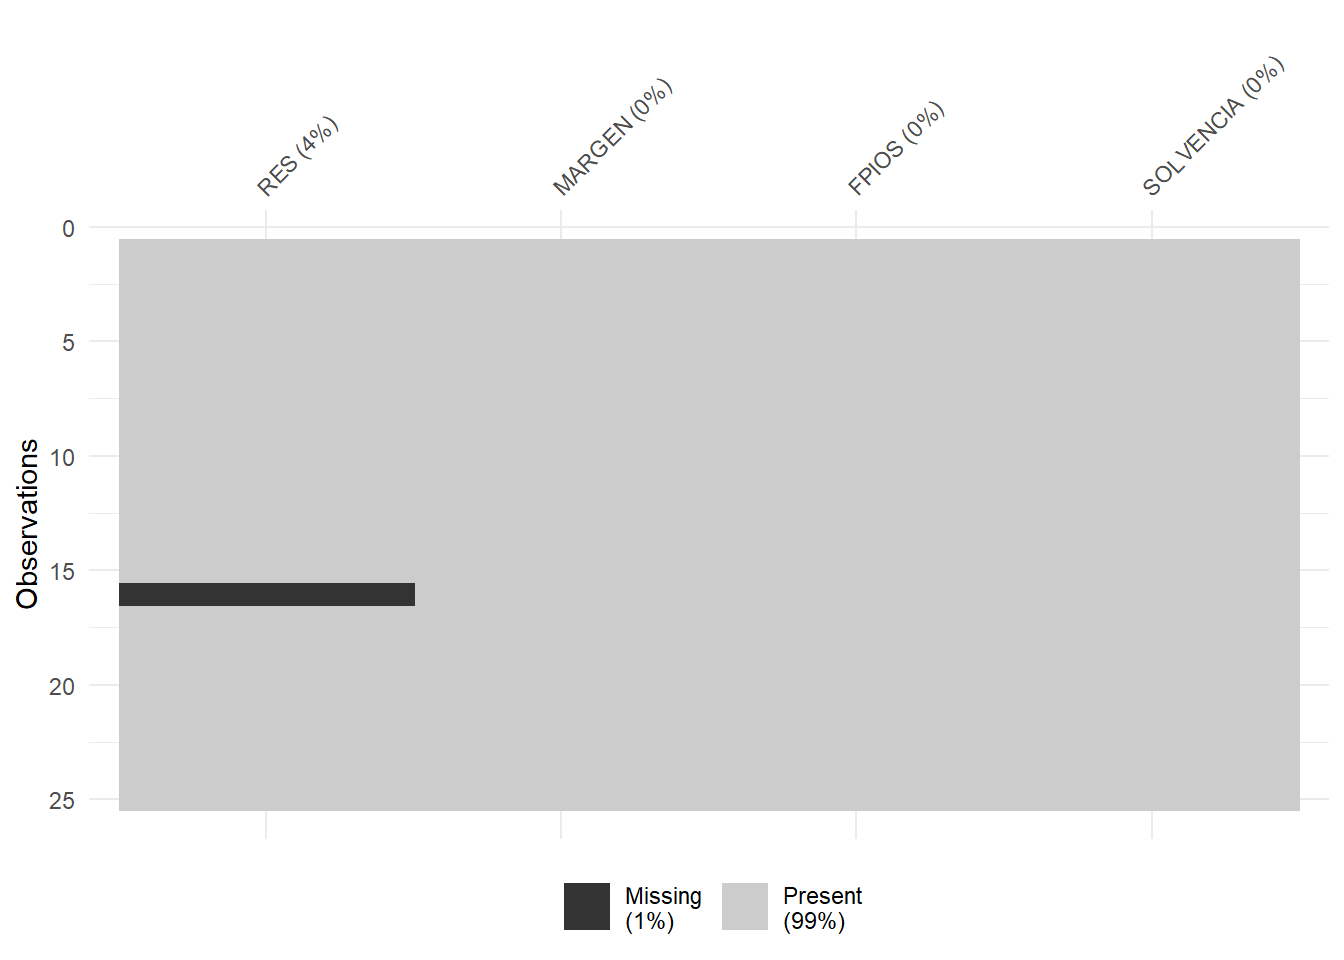 RES (4%)
MARGEN (0%)
FPIOS (0%)
SOLVENCIA (0%)
0
5
10
15
20
25
Observations
Missing
(1%)
Present
(99%)